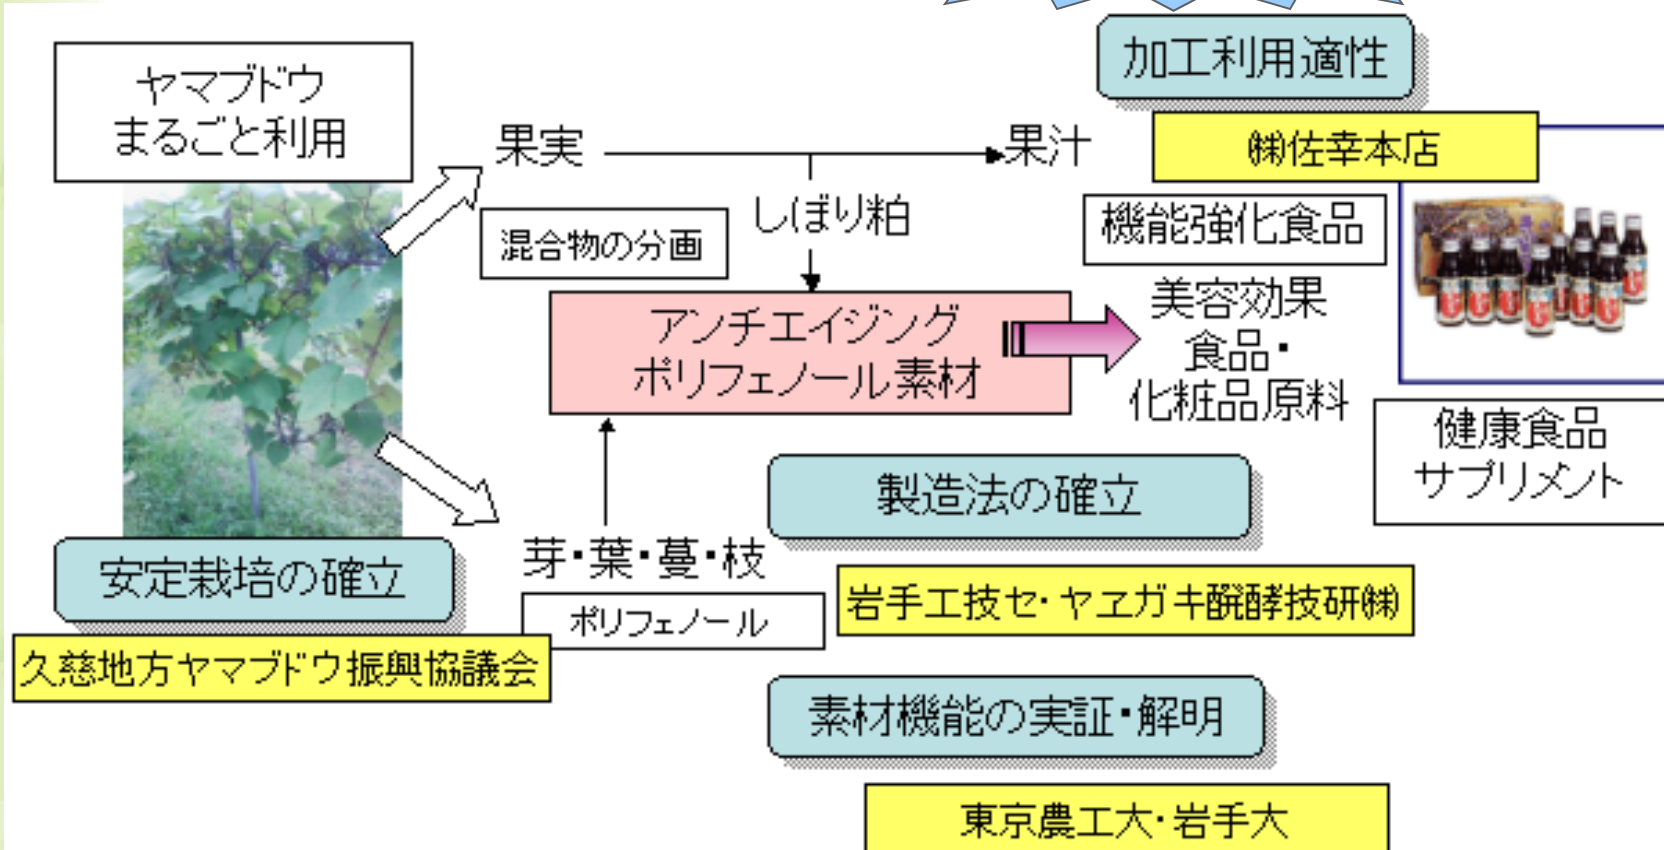 加工利用適性
ヤマブドウ
まるごと利用
果実
果汁
㈱佐幸本店
しぼり粕
混合物の分画
機能強化食品
アンチエイジング
ポリフェノール素材
美容効果
食品・
化粧品原料
健康食品
サプリメント
製造法の確立
芽・葉・蔓・枝
安定栽培の確立
岩手工技セ・ヤヱガキ醗酵技研㈱
ポリフェノール
久慈地方ヤマブドウ振興協議会
素材機能の実証・解明
東京農工大・岩手大